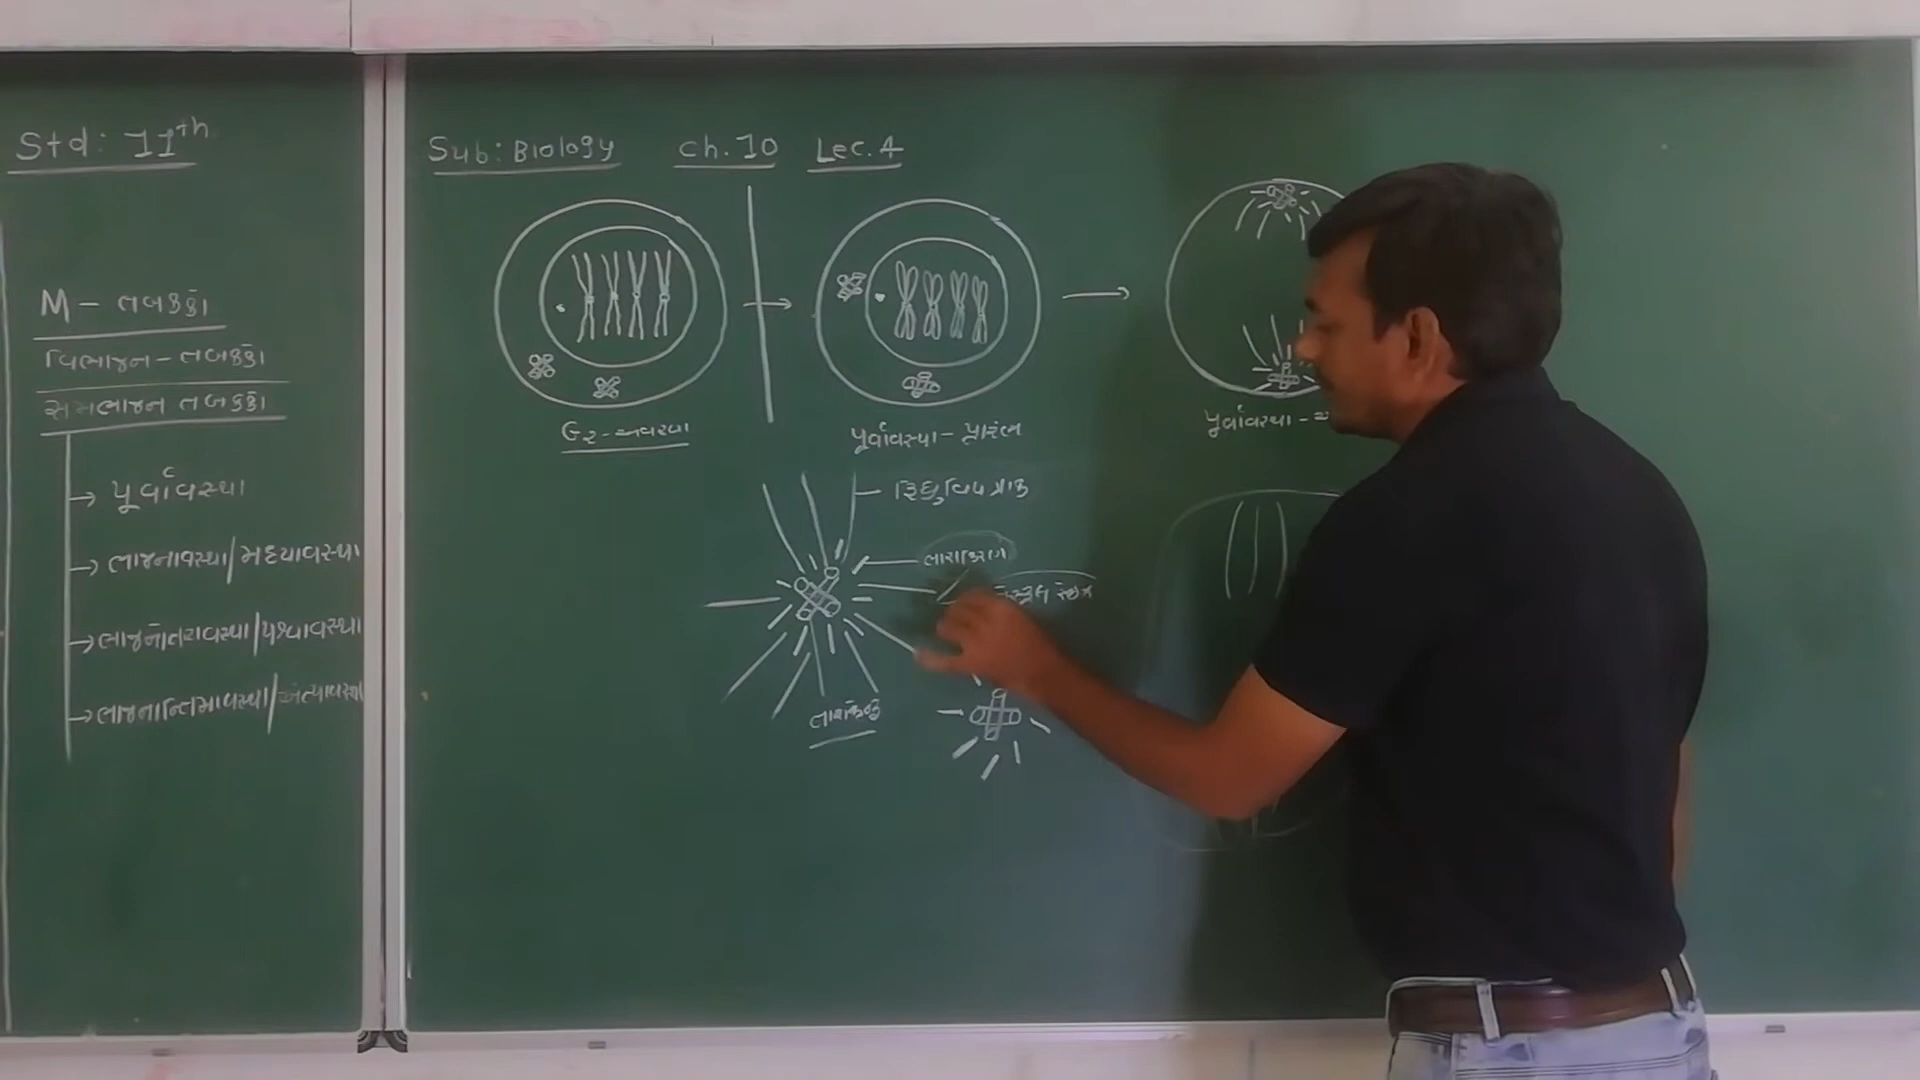 Std: 11th
M - તબક્કો
વિભાજન - તબક્કો
સમભાજન તબક્કો
→ પૂર્વાવસ્થા
→ ભાજનાવસ્થા/મધ્યાવસ્થા
→ ભાજનોતરાવસ્થા/પશ્ચાવસ્થા
→ ભાજનાન્તિમાવસ્થા/અંત્યાવસ્થા
Sub: Biology Ch. 10 Lec. 4
G2 - અવસ્થા
પૂર્વાવસ્થા - પ્રારંભ
પૂર્વાવસ્થા -
દ્વિધ્રુવિય ત્રાક
તારાકિરણ
તારાકેન્દ્ર